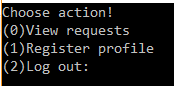 Choose action!
(0)View requests
(1)Register profile
(2)Log out: